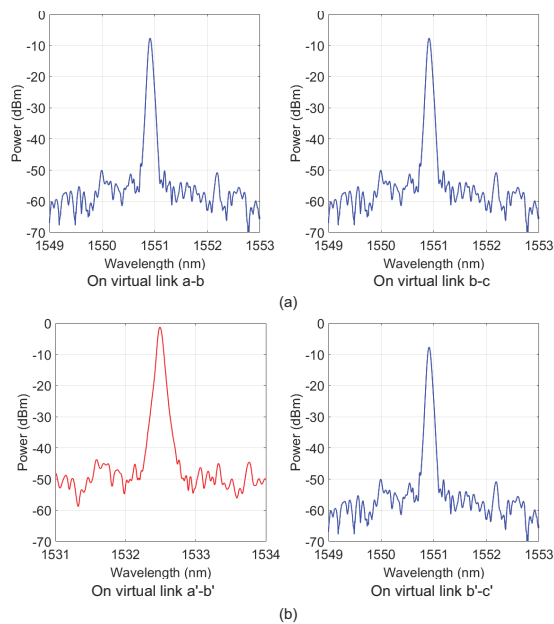 0
-10
-20
-30
-40
-50
-60
-70
Power (dBm)
1549 1550 1551 1552 1553
Wavelength (nm)
On virtual link a-b
0
-10
-20
-30
-40
-50
-60
-70
Power (dBm)
1549 1550 1551 1552 1553
Wavelength (nm)
On virtual link b-c
(a)
0
-10
-20
-30
-40
-50
-60
-70
Power (dBm)
1531 1532 1533 1534
Wavelength (nm)
On virtual link a'-b'
0
-10
-20
-30
-40
-50
-60
-70
Power (dBm)
1549 1550 1551 1552 1553
Wavelength (nm)
On virtual link b'-c'
(b)